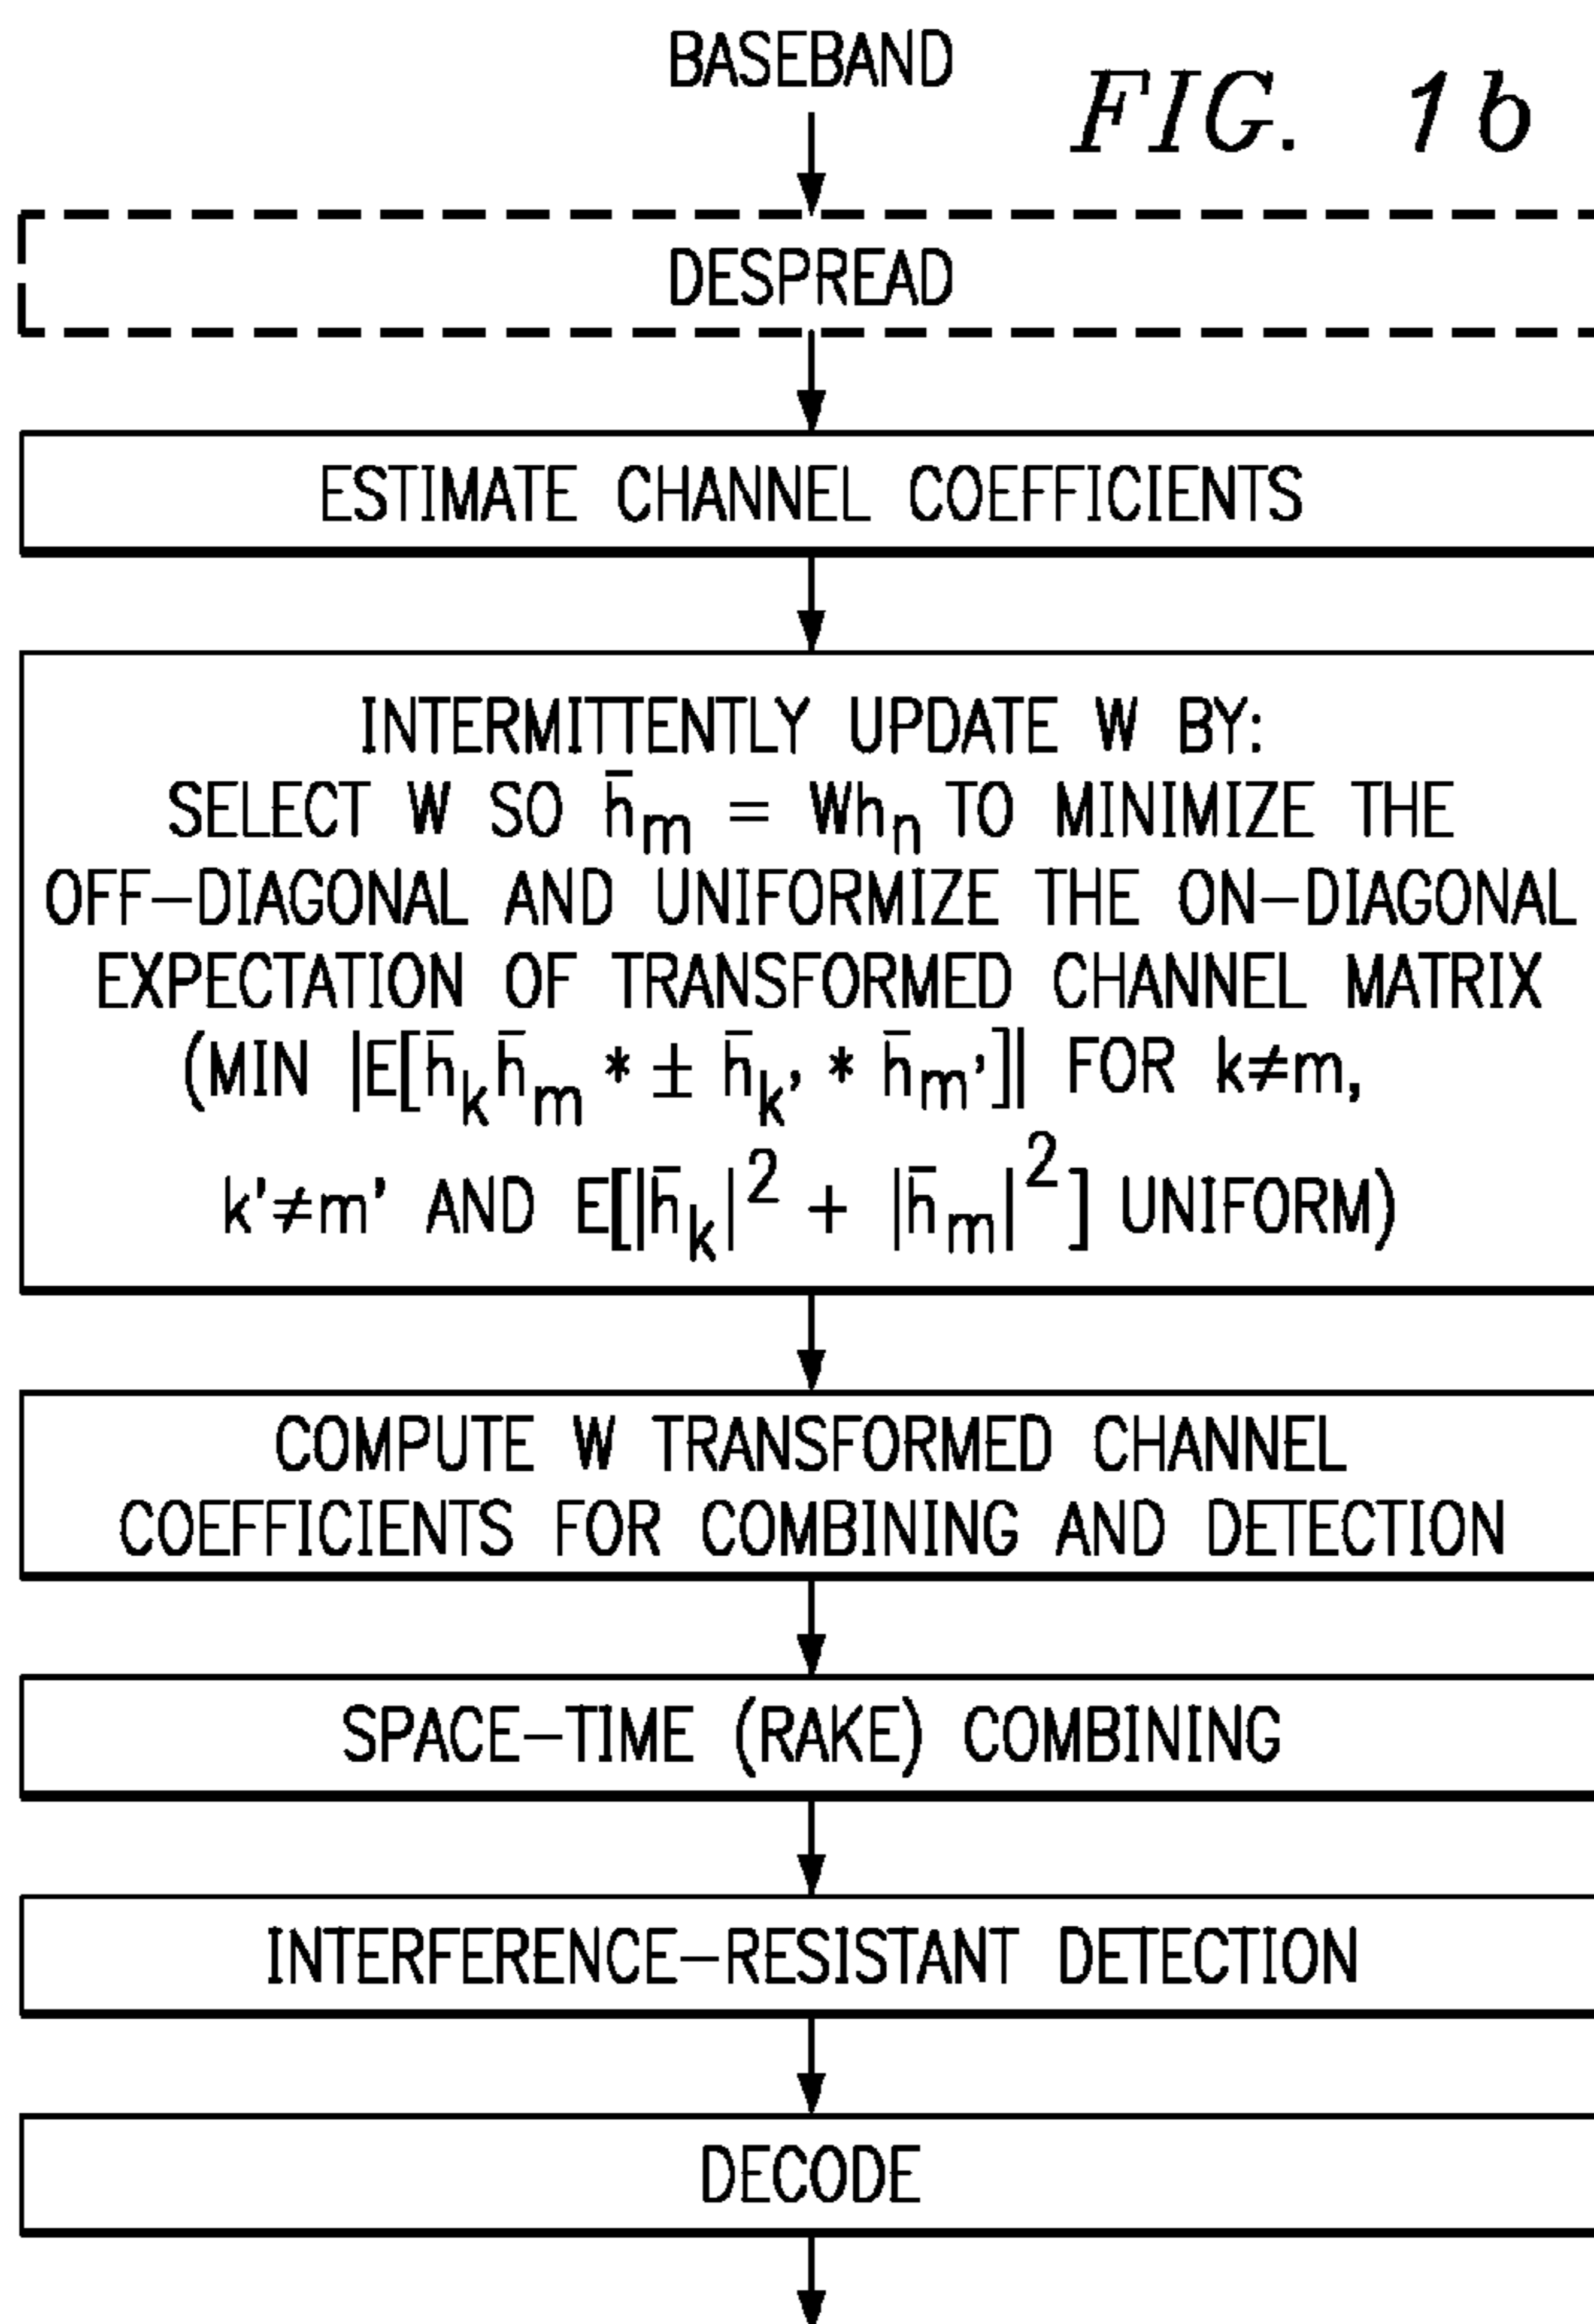 BASEBAND
FIG. 1b
DESPREAD
ESTIMATE CHANNEL COEFFICIENTS
INTERMITTENTLY UPDATE W BY:
SELECT W SO h̄ₘ = Whₙ TO MINIMIZE THE
OFF-DIAGONAL AND UNIFORMIZE THE ON-DIAGONAL
EXPECTATION OF TRANSFORMED CHANNEL MATRIX
(MIN |E[h̄ₖh̄ₘ* ± h̄ₖ'* h̄ₘ']| FOR k≠m,
k'≠m' AND E[|h̄ₖ|² + |h̄ₘ|²] UNIFORM)
COMPUTE W TRANSFORMED CHANNEL
COEFFICIENTS FOR COMBINING AND DETECTION
SPACE-TIME (RAKE) COMBINING
INTERFERENCE-RESISTANT DETECTION
DECODE